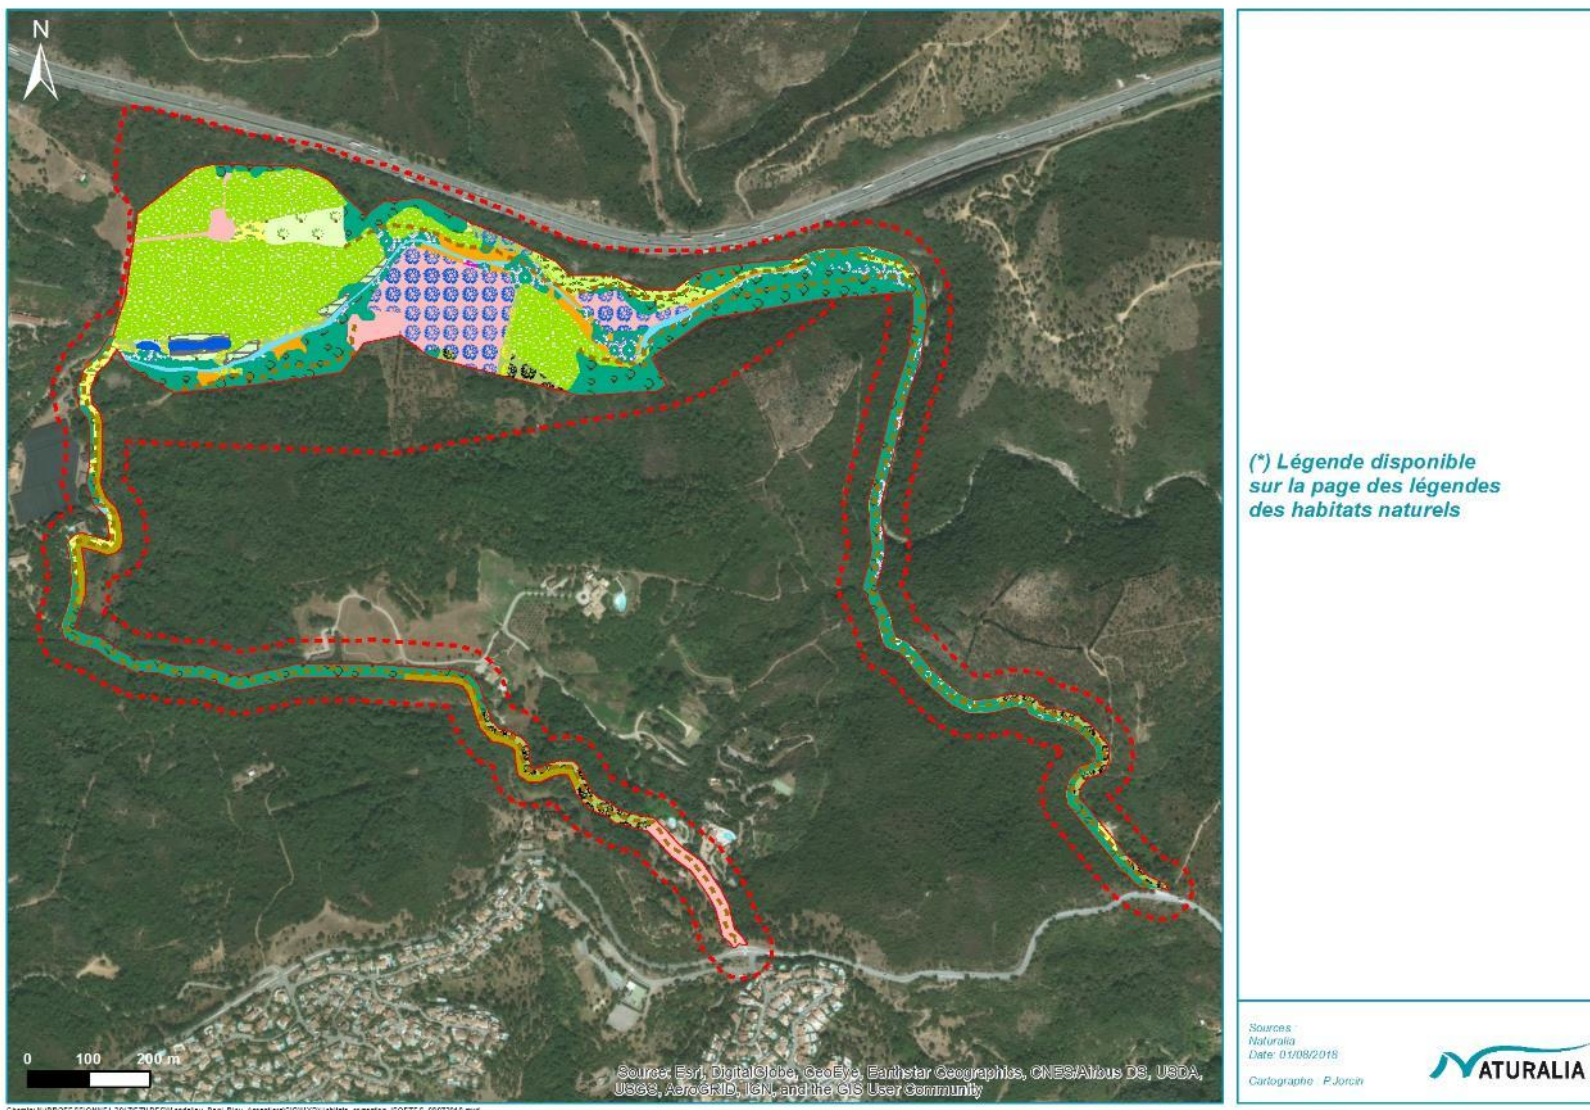 N
(*) Légende disponible
sur la page des légendes
des habitats naturels
0 100 200 m
Source: Esri, DigitalGlobe, GeoEye, Earthstar Geographics, CNES/Airbus DS, USDA,
USGS, AeroGRID, IGN, and the GIS User Community
Sources
Naturalia
Date: 01/08/2018
Cartographe : P.Jorcin
NATURALIA